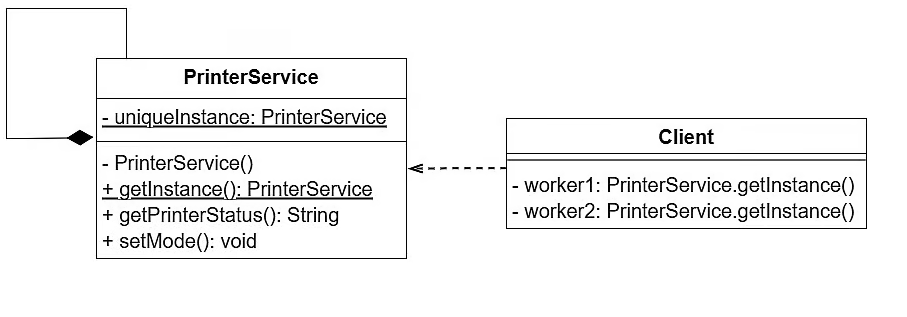 PrinterService
- uniqueInstance: PrinterService
- PrinterService()
+ getInstance(): PrinterService
+ getPrinterStatus(): String
+ setMode(): void
Client
- worker1: PrinterService.getInstance()
- worker2: PrinterService.getInstance()